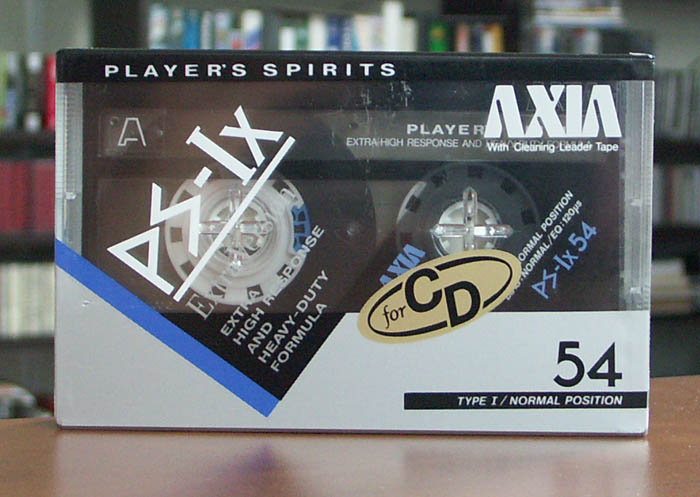 PLAYER'S SPIRITS
AXIA
With Cleaning Leader Tape
A
PLAYER
EXTRA HIGH RESPONSE AND
PS-Ix
EXTRA
HIGH RESPONSE
AND
HEAVY-DUTY
FORMULA
AXIA
NORMAL POSITION
NORMAL/EQ:120µs
PS-Ix 54
for CD
54
TYPE I/NORMAL POSITION